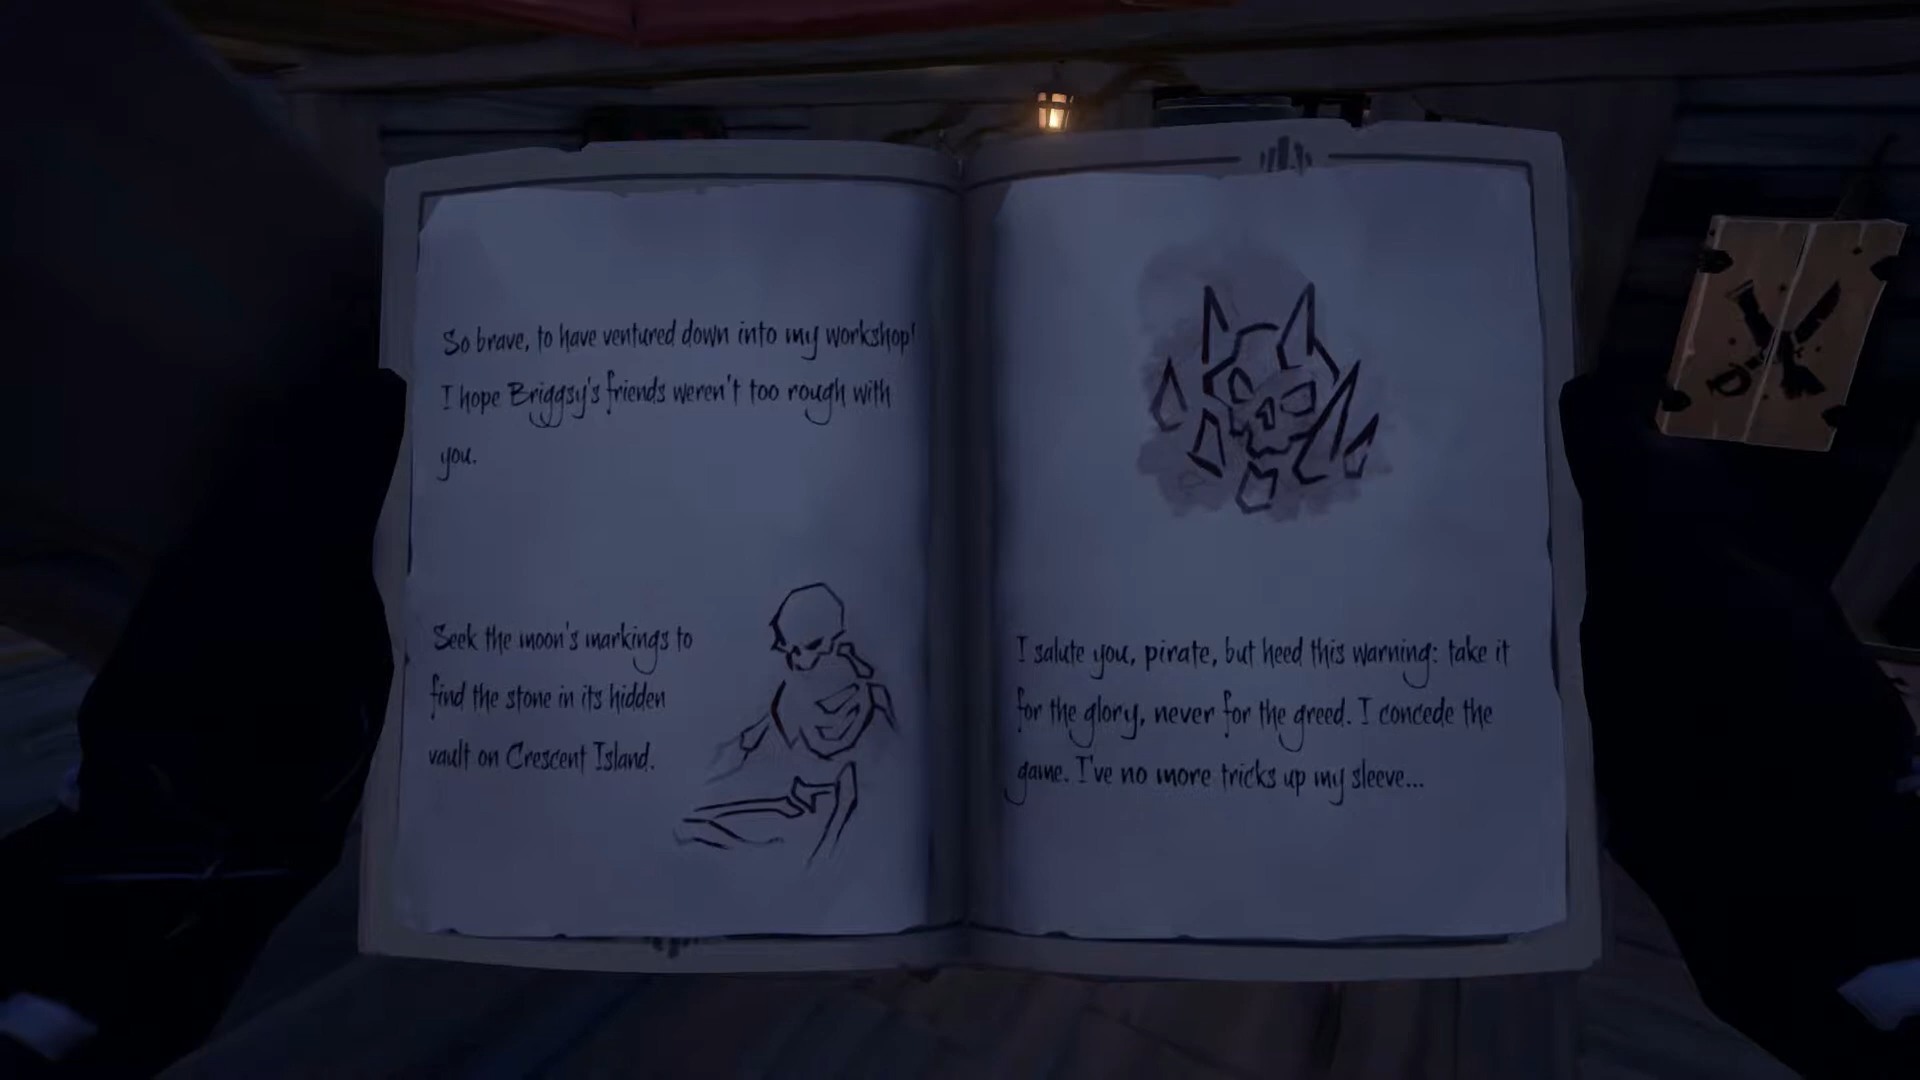 So brave, to have ventured down into my workshop!
I hope Briggsy's friends weren't too rough with
you.
Seek the moon's markings to
find the stone in its hidden
vault on Crescent Island.
I salute you, pirate, but heed this warning: take it
for the glory, never for the greed. I concede the
game. I've no more tricks up my sleeve...